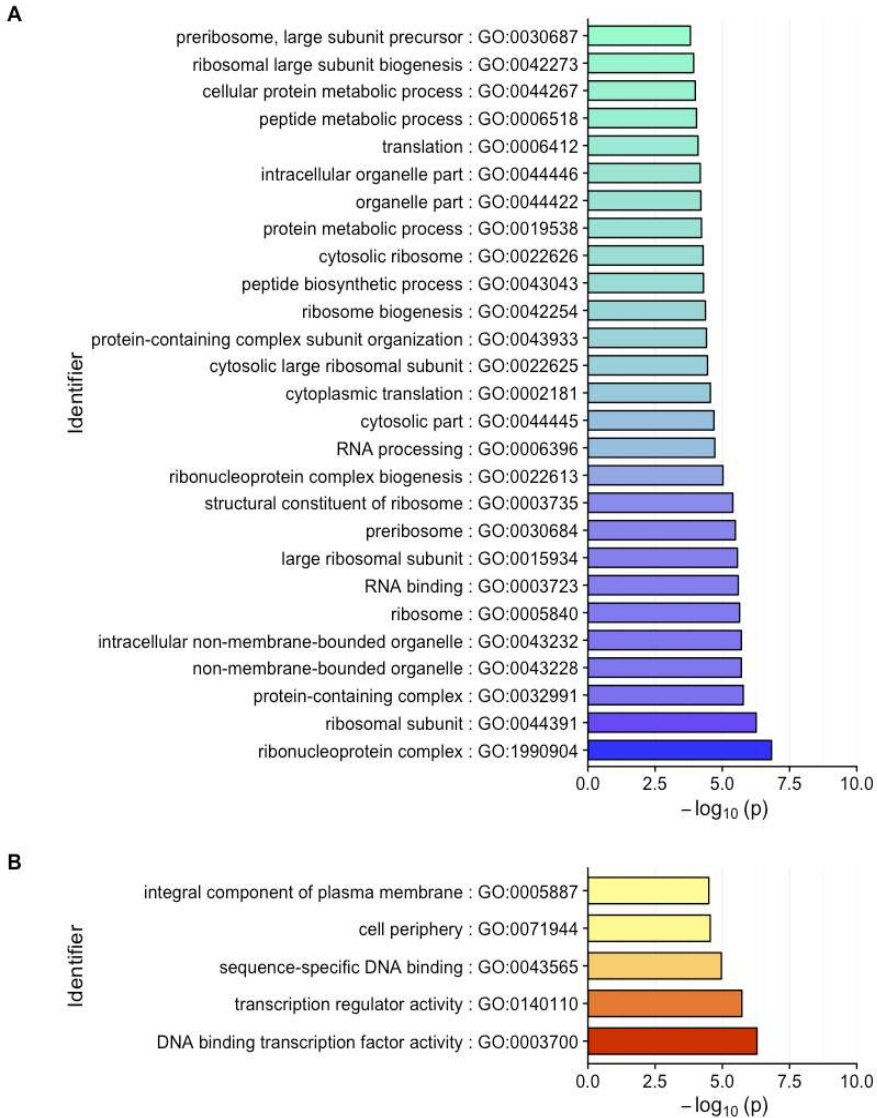 A
preribosome, large subunit precursor : GO:0030687
ribosomal large subunit biogenesis : GO:0042273
cellular protein metabolic process : GO:0044267
peptide metabolic process : GO:0006518
translation : GO:0006412
intracellular organelle part : GO:0044446
organelle part : GO:0044422
protein metabolic process : GO:0019538
cytosolic ribosome : GO:0022626
peptide biosynthetic process : GO:0043043
ribosome biogenesis : GO:0042254
protein-containing complex subunit organization : GO:0043933
cytosolic large ribosomal subunit : GO:0022625
cytoplasmic translation : GO:0002181
cytosolic part : GO:0044445
RNA processing : GO:0006396
ribonucleoprotein complex biogenesis : GO:0022613
structural constituent of ribosome : GO:0003735
preribosome : GO:0030684
large ribosomal subunit : GO:0015934
RNA binding : GO:0003723
ribosome : GO:0005840
intracellular non-membrane-bounded organelle : GO:0043232
non-membrane-bounded organelle : GO:0043228
protein-containing complex : GO:0032991
ribosomal subunit : GO:0044391
ribonucleoprotein complex : GO:1990904
Identifier
0.0 2.5 5.0 7.5 10.0
−log₁₀ (p)
B
integral component of plasma membrane : GO:0005887
cell periphery : GO:0071944
sequence-specific DNA binding : GO:0043565
transcription regulator activity : GO:0140110
DNA binding transcription factor activity : GO:0003700
Identifier
0.0 2.5 5.0 7.5 10.0
−log₁₀ (p)